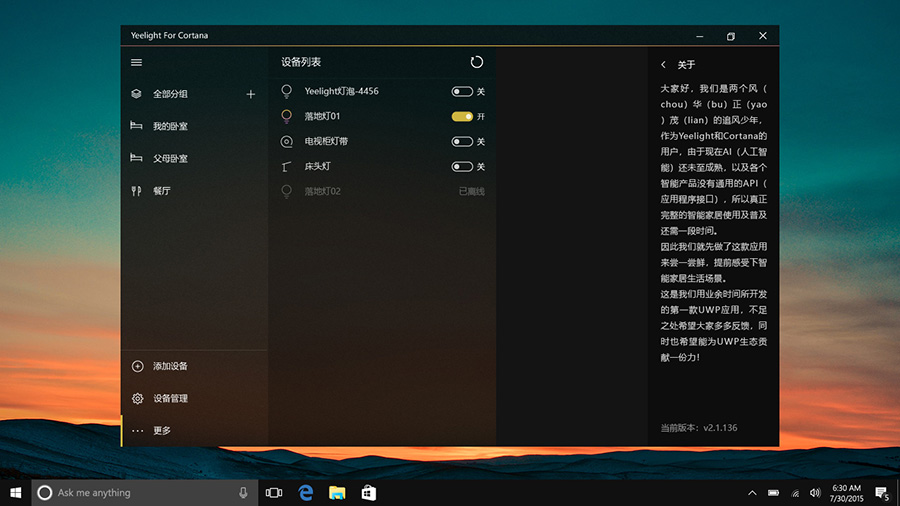 Yeelight For Cortana
全部分组
我的卧室
父母卧室
餐厅
添加设备
设备管理
更多
设备列表
Yeelight灯泡-4456 关
落地灯01 开
电视柜灯带 关
床头灯 关
落地灯02 已离线
关于
大家好，我们是两个风（
chou）华（bu）正（yao
）茂（lian）的追风少年，
作为Yeelight和Cortana的
用户，由于现在AI（人工智
能）还未至成熟，以及各个
智能产品没有通用的API（
应用程序接口），所以真正
完整的智能家居使用及普及
还需一段时间。
因此我们就先做了这款应用
来尝一尝鲜，提前感受下智
能家居生活场景。
这是我们用业余时间所开发
的第一款UWP应用，不足
之处希望大家多多反馈，同
时也希望能为UWP生态贡
献一份力！
当前版本：v2.1.136
Ask me anything
6:30 AM
7/30/2015
5